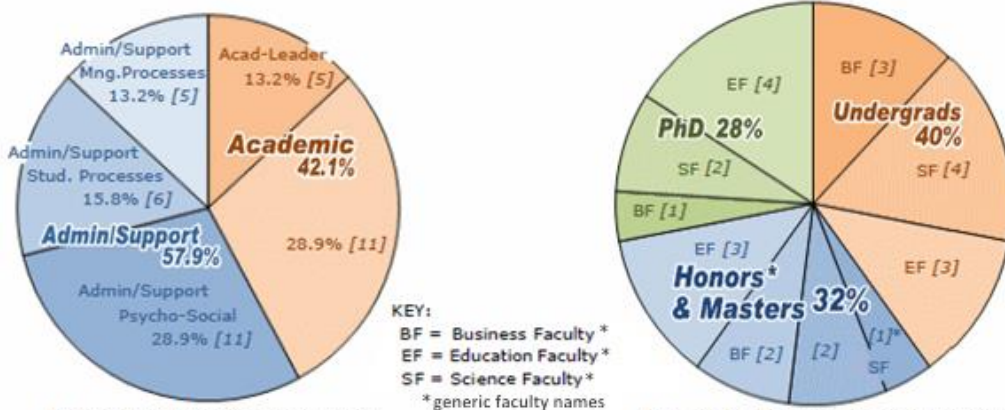 Admin/Support
Mng.Processes
13.2% [5]
Acad-Leader
13.2% [5]
Academic
42.1%
28.9% [11]
Admin/Support
Stud. Processes
15.8% [6]
Admin/Support
57.9%
Admin/Support
Psycho-Social
28.9% [11]
KEY:
BF = Business Faculty *
EF = Education Faculty *
SF = Science Faculty *
*generic faculty names
EF [4]
PhD 28%
SF [2]
BF [1]
BF [3]
Undergrads
40%
SF [4]
EF [3]
EF [3]
Honors*
& Masters 32%
BF [2]
[2]
[1]*
SF